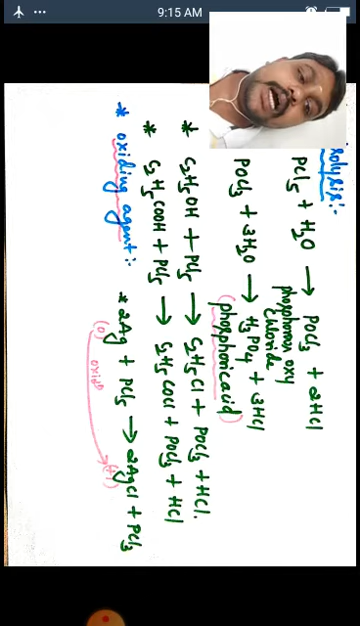 9:15 AM
PCl5 + H2O → POCl3 + 2HCl
phosphorus oxy
chloride
POCl3 + 3H2O → H3PO4 + 3HCl
(phosphoric acid)
* C2H5OH + PCl5 → C2H5Cl + POCl3 + HCl.
* C2H5COOH + PCl5 → C2H5COCl + POCl3 + HCl
* oxiding agent :-
* 2Ag + PCl5 → 2AgCl + PCl3
(0) oxidn (+1)